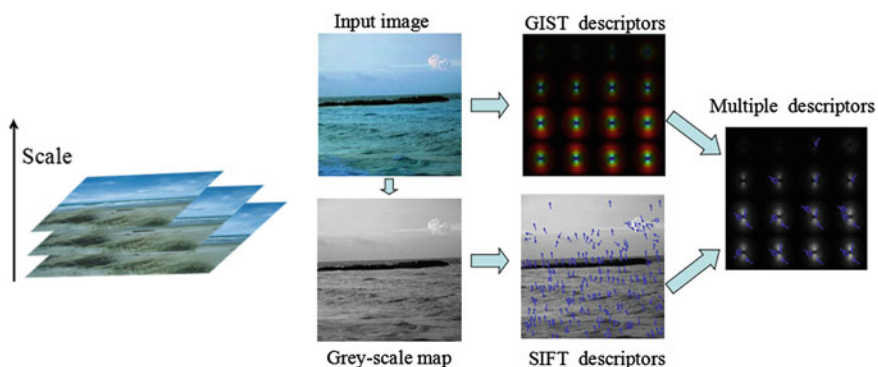 Input image
GIST descriptors
Multiple descriptors
Scale
Grey-scale map
SIFT descriptors